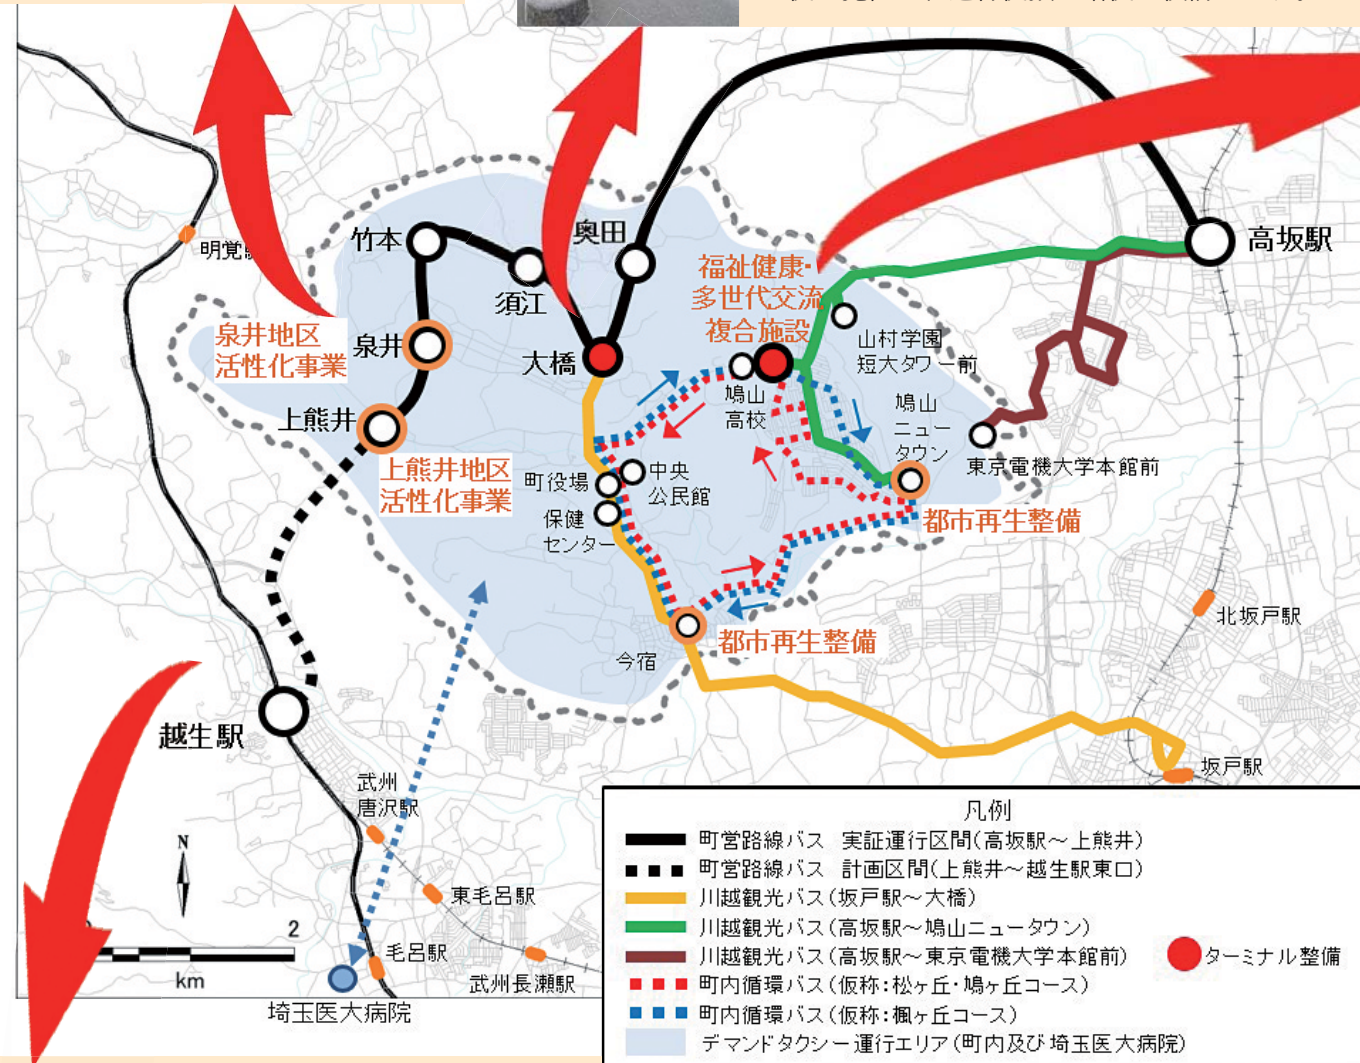 明覚
竹本
奥田
高坂駅
須江
福祉健康・
多世代交流
複合施設
泉井地区
活性化事業
泉井
大橋
山村学園
短大タワー前
鳩山
高校
鳩山
ニュー
タウン
上熊井
東京電機大学本館前
上熊井地区
活性化事業
町役場
中央
公民館
保健
センター
都市再生整備
北坂戸駅
都市再生整備
今宿
越生駅
坂戸駅
武州
唐沢駅
N
東毛呂駅
2
km
毛呂駅
武州長瀬駅
埼玉医大病院
凡例
町営路線バス 実証運行区間(高坂駅～上熊井)
町営路線バス 計画区間(上熊井～越生駅東口)
川越観光バス(坂戸駅～大橋)
川越観光バス(高坂駅～鳩山ニュータウン)
川越観光バス(高坂駅～東京電機大学本館前)
ターミナル整備
町内循環バス(仮称:松ヶ丘・鳩ヶ丘コース)
町内循環バス(仮称:楓ヶ丘コース)
デマンドタクシー運行エリア(町内及び埼玉医大病院)